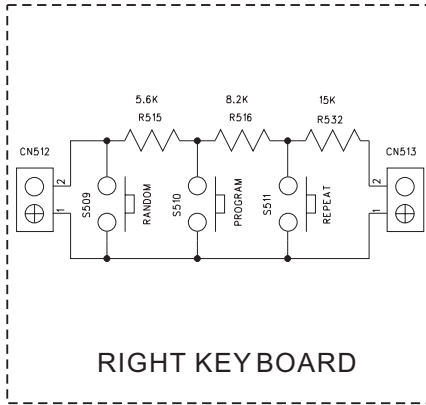 5.6K 8.2K 15K
R515 R516 R532
CN512 CN513
2 2
1 1
S509 RANDOM S510 PROGRAM S511 REPEAT
RIGHT KEY BOARD